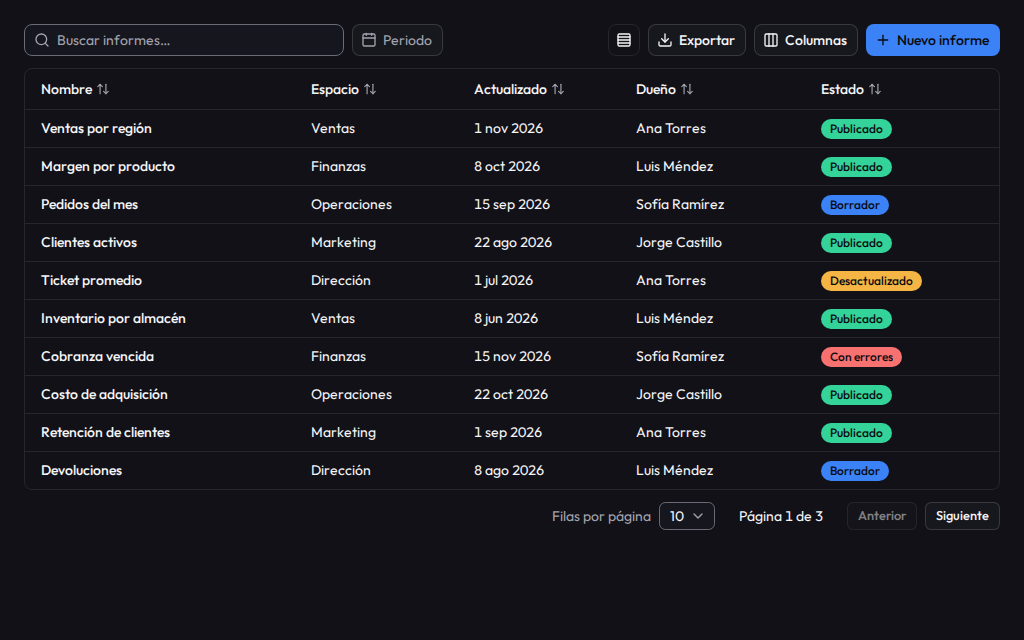 Buscar informes... Periodo Exportar Columnas Nuevo informe
Nombre Espacio Actualizado Dueño Estado
Ventas por región Ventas 1 nov 2026 Ana Torres Publicado
Margen por producto Finanzas 8 oct 2026 Luis Méndez Publicado
Pedidos del mes Operaciones 15 sep 2026 Sofía Ramírez Borrador
Clientes activos Marketing 22 ago 2026 Jorge Castillo Publicado
Ticket promedio Dirección 1 jul 2026 Ana Torres Desactualizado
Inventario por almacén Ventas 8 jun 2026 Luis Méndez Publicado
Cobranza vencida Finanzas 15 nov 2026 Sofía Ramírez Con errores
Costo de adquisición Operaciones 22 oct 2026 Jorge Castillo Publicado
Retención de clientes Marketing 1 sep 2026 Ana Torres Publicado
Devoluciones Dirección 8 ago 2026 Luis Méndez Borrador
Filas por página 10 Página 1 de 3 Anterior Siguiente